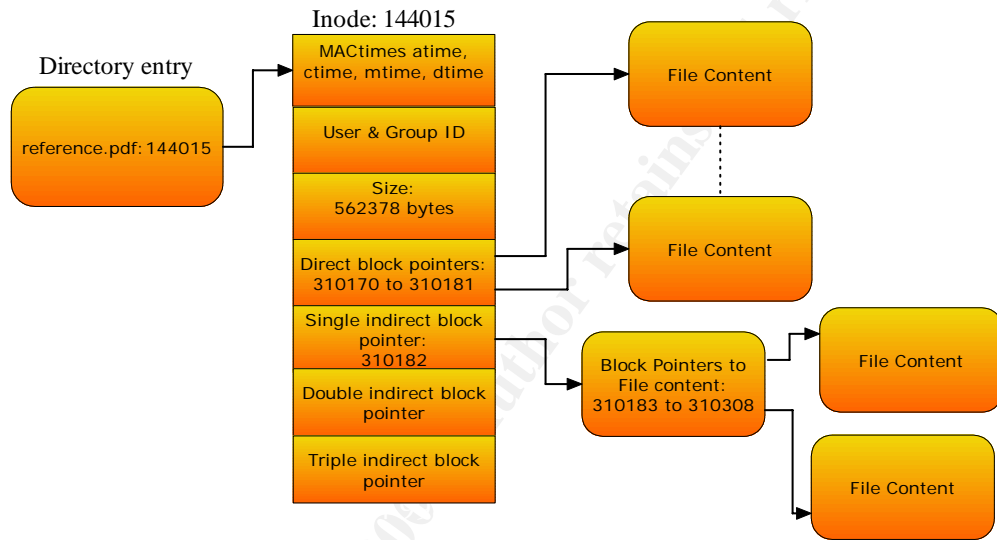 Inode: 144015
Directory entry
reference.pdf: 144015
MACtimes atime,
ctime, mtime, dtime
User & Group ID
Size:
562378 bytes
Direct block pointers:
310170 to 310181
Single indirect block
pointer:
310182
Double indirect block
pointer
Triple indirect block
pointer
File Content
File Content
Block Pointers to
File content:
310183 to 310308
File Content
File Content
author retains